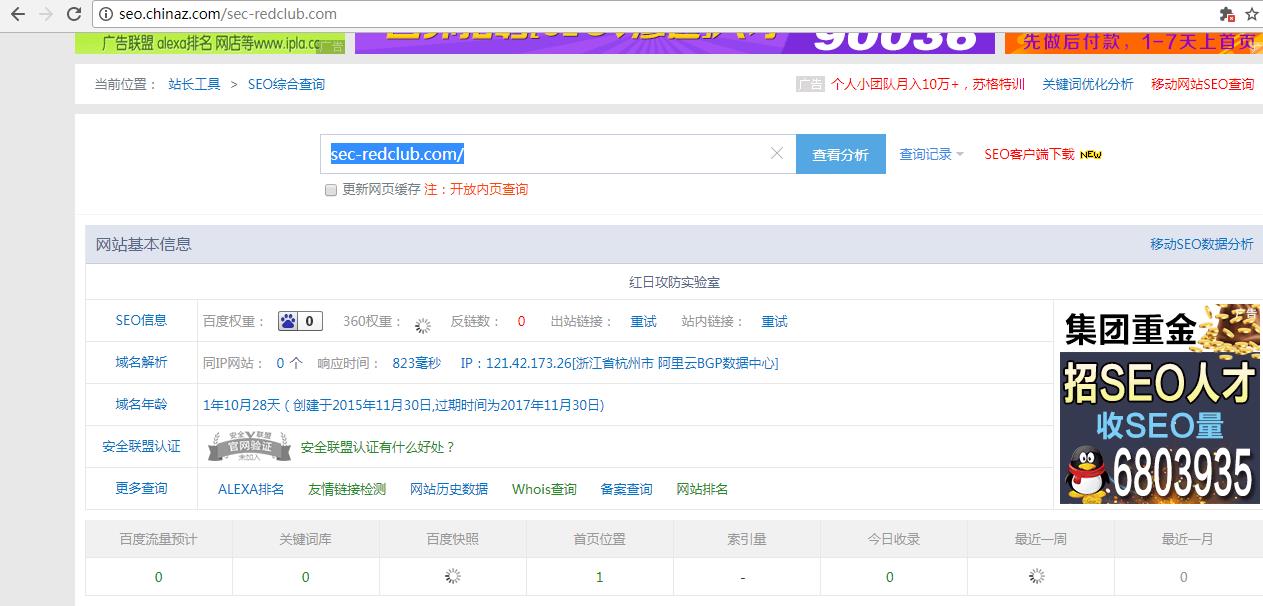 seo.chinaz.com/sec-redclub.com
广告联盟 alexa排名 网店等www.ipla.cc
广告
90038
先做后付款，1-7天上首页
当前位置： 站长工具 > SEO综合查询
广告 个人小团队月入10万+，苏格特训 关键词优化分析 移动网站SEO查询
sec-redclub.com/
查看分析 查询记录 SEO客户端下载 NEW
更新网页缓存 注：开放内页查询
网站基本信息 移动SEO数据分析
红日攻防实验室
SEO信息 百度权重： 0 360权重： 反链数： 0 出站链接： 重试 站内链接： 重试
域名解析 同IP网站： 0 个 响应时间： 823毫秒 IP：121.42.173.26[浙江省杭州市 阿里云BGP数据中心]
域名年龄 1年10月28天 ( 创建于2015年11月30日,过期时间为2017年11月30日)
安全联盟认证 安全V联盟 官网验证 未加入 安全联盟认证有什么好处？
更多查询 ALEXA排名 友情链接检测 网站历史数据 Whois查询 备案查询 网站排名
广告
集团重金
招SEO人才
收SEO量
6803935
百度流量预计 关键词库 百度快照 首页位置 索引量 今日收录 最近一周 最近一月
0 0 1 - 0 0